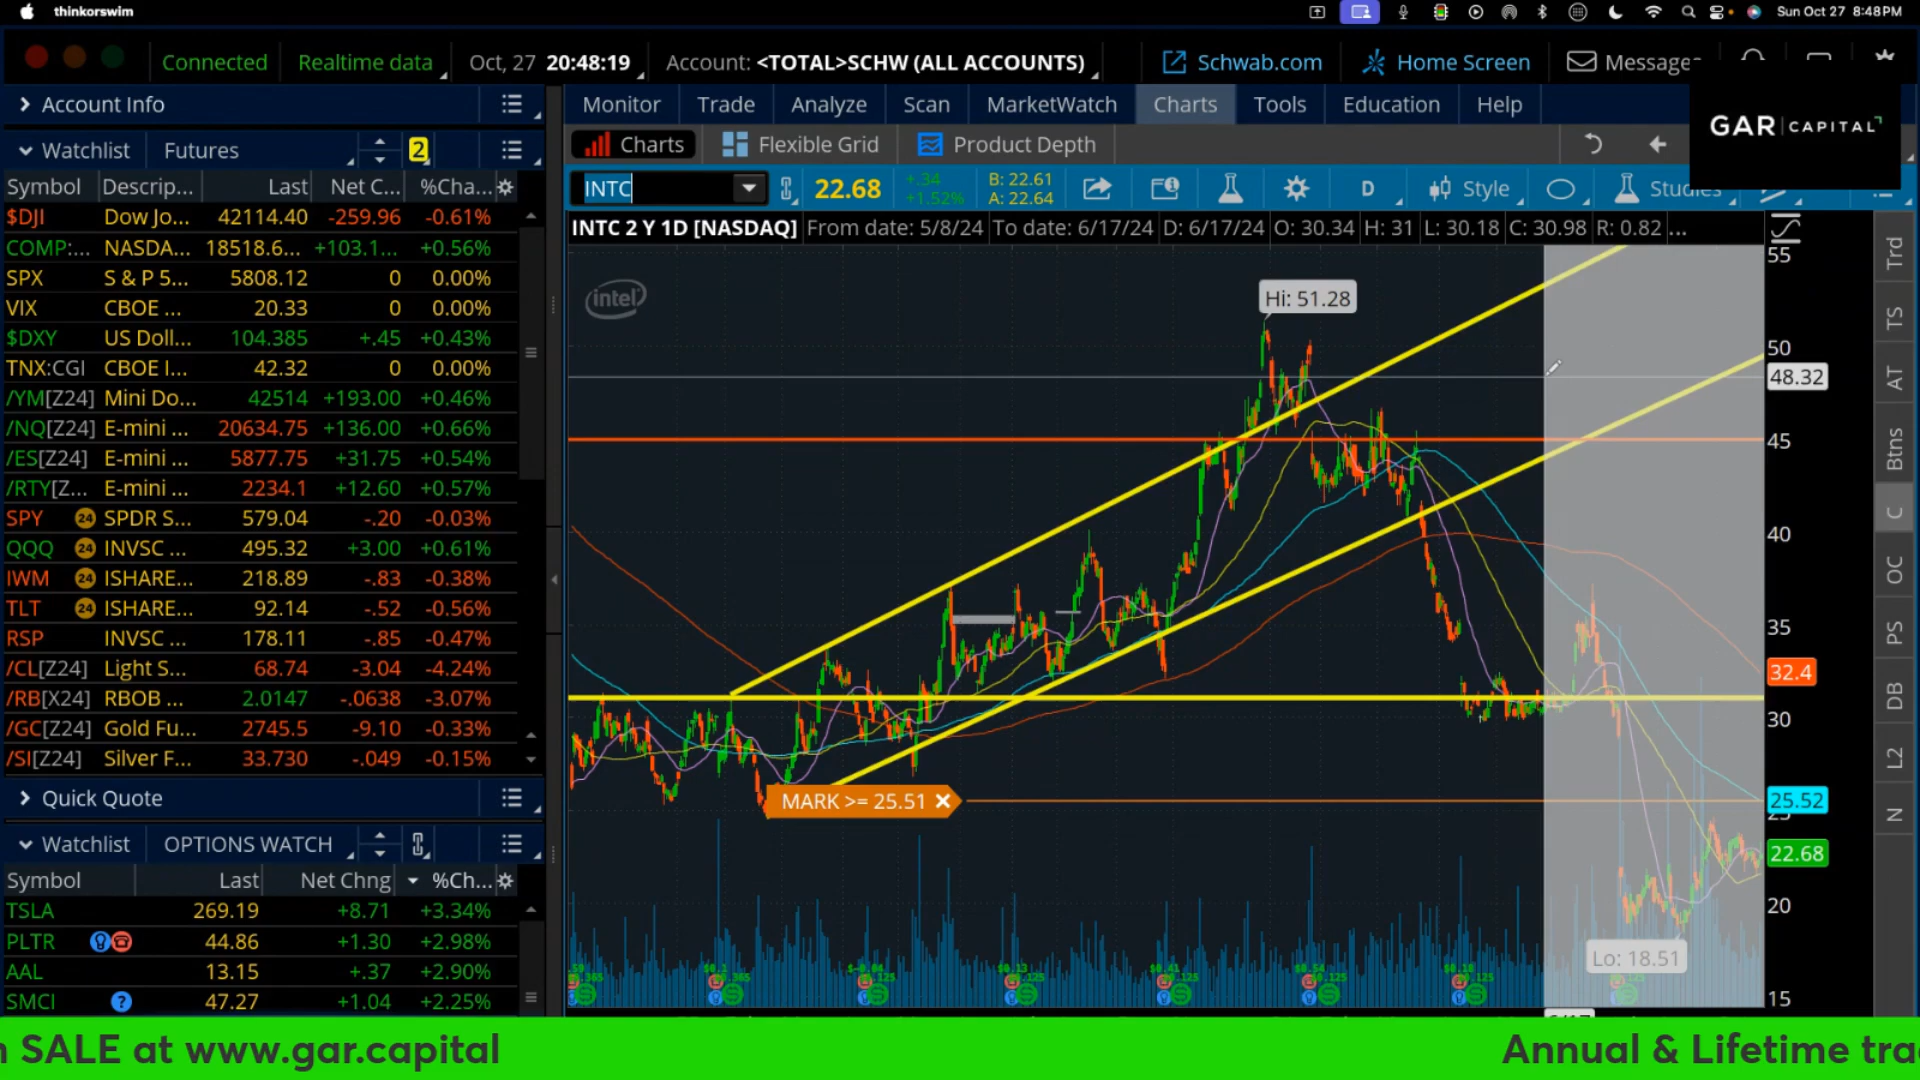 thinkorswim
Sun Oct 27 8:48PM
Connected
Realtime data
Oct, 27 20:48:19
Account: <TOTAL>SCHW (ALL ACCOUNTS)
Schwab.com
Home Screen
Messages
Account Info
Monitor Trade Analyze Scan MarketWatch Charts Tools Education Help
GAR | CAPITAL
Watchlist Futures 2
Charts Flexible Grid Product Depth
Symbol Descrip... Last Net C... %Cha...
INTC 22.68 +.34 +1.52% B: 22.61 A: 22.64 D Style Studies
INTC 2 Y 1D [NASDAQ] From date: 5/8/24 To date: 6/17/24 D: 6/17/24 O: 30.34 H: 31 L: 30.18 C: 30.98 R: 0.82 ...
$DJI Dow Jo... 42114.40 -259.96 -0.61%
COMP:... NASDA... 18518.6... +103.1... +0.56%
SPX S & P 5... 5808.12 0 0.00%
VIX CBOE ... 20.33 0 0.00%
$DXY US Doll... 104.385 +.45 +0.43%
TNX:CGI CBOE I... 42.32 0 0.00%
/YM[Z24] Mini Do... 42514 +193.00 +0.46%
/NQ[Z24] E-mini ... 20634.75 +136.00 +0.66%
/ES[Z24] E-mini ... 5877.75 +31.75 +0.54%
/RTY[Z... E-mini ... 2234.1 +12.60 +0.57%
SPY 24 SPDR S... 579.04 -.20 -0.03%
QQQ 24 INVSC ... 495.32 +3.00 +0.61%
IWM 24 ISHARE... 218.89 -.83 -0.38%
TLT 24 ISHARE... 92.14 -.52 -0.56%
RSP INVSC ... 178.11 -.85 -0.47%
/CL[Z24] Light S... 68.74 -3.04 -4.24%
/RB[X24] RBOB ... 2.0147 -.0638 -3.07%
/GC[Z24] Gold Fu... 2745.5 -9.10 -0.33%
/SI[Z24] Silver F... 33.730 -.049 -0.15%
Quick Quote
Watchlist OPTIONS WATCH
Symbol Last Net Chng %Ch...
TSLA 269.19 +8.71 +3.34%
PLTR 44.86 +1.30 +2.98%
AAL 13.15 +.37 +2.90%
SMCI ? 47.27 +1.04 +2.25%
intel
Hi: 51.28
MARK >= 25.51
Lo: 18.51
55
50
48.32
45
40
35
32.4
30
25.52
25
22.68
20
15
Trd
TS
AT
Btns
C
OC
PS
DB
L2
N
SALE at www.gar.capital
Annual & Lifetime